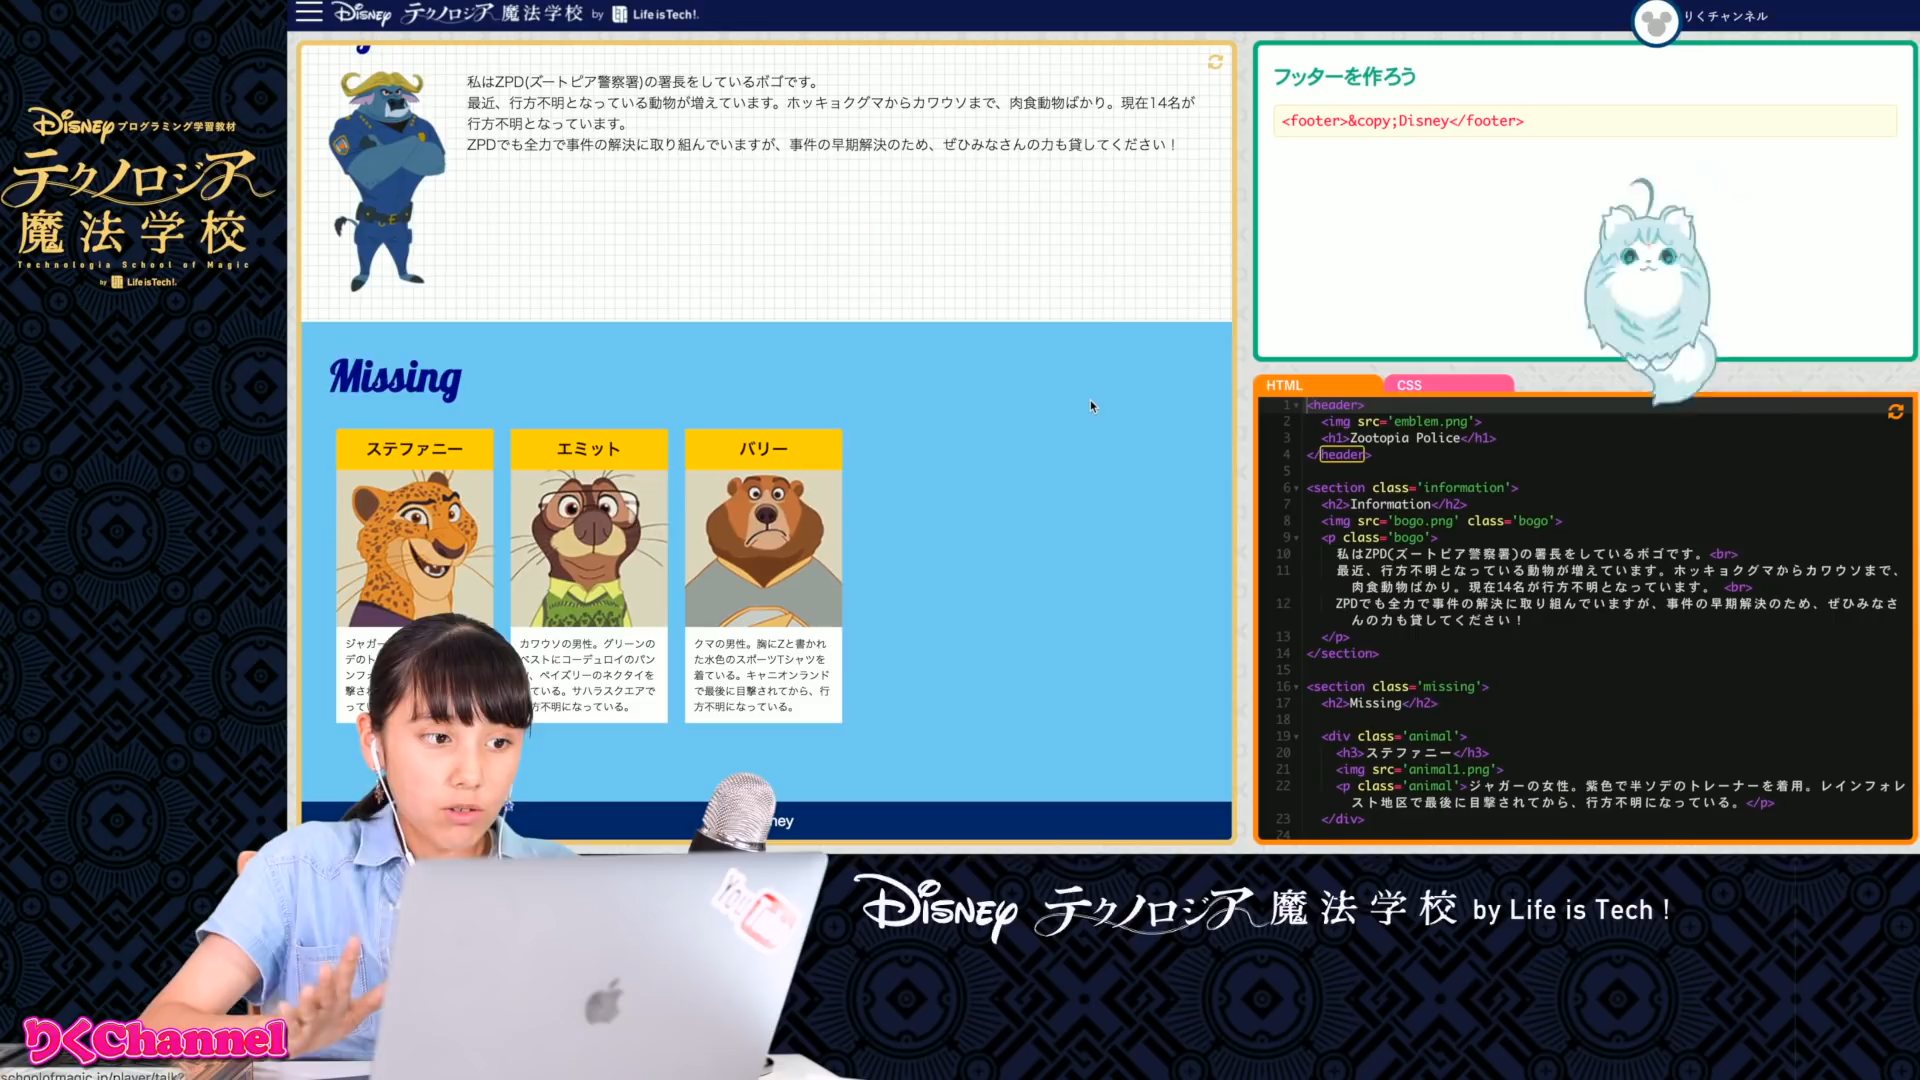 Disney テクノロジア魔法学校 by Life is Tech!.
りくチャンネル
Disney プログラミング学習教材
テクノロジア
魔法学校
Technologia School of Magic
by Life is Tech!.
私はZPD(ズートピア警察署)の署長をしているボゴです。
最近、行方不明となっている動物が増えています。ホッキョクグマからカワウソまで、肉食動物ばかり。現在14名が
行方不明となっています。
ZPDでも全力で事件の解決に取り組んでいますが、事件の早期解決のため、ぜひみなさんの力も貸してください！
Missing
ステファニー
エミット
バリー
ジャガー
デのト
ンフォ
撃さ
って
カワウソの男性。グリーンの
ベストにコーデュロイのパン
、ペイズリーのネクタイを
ている。サハラスクエアで
方不明になっている。
クマの男性。胸にZと書かれ
た水色のスポーツTシャツを
着ている。キャニオンランド
で最後に目撃されてから、行
方不明になっている。
ney
フッターを作ろう
<footer>&copy;Disney</footer>
HTML
CSS
1 <header>
2 <img src='emblem.png'>
3 <h1>Zootopia Police</h1>
4 </header>
5
6 <section class='information'>
7 <h2>Information</h2>
8 <img src='bogo.png' class='bogo'>
9 <p class='bogo'>
10 私はZPD(ズートピア警察署)の署長をしているボゴです。<br>
11 最近、行方不明となっている動物が増えています。ホッキョクグマからカワウソまで、
肉食動物ばかり。現在14名が行方不明となっています。 <br>
12 ZPDでも全力で事件の解決に取り組んでいますが、事件の早期解決のため、ぜひみなさ
んの力も貸してください！
13 </p>
14 </section>
15
16 <section class='missing'>
17 <h2>Missing</h2>
18
19 <div class='animal'>
20 <h3>ステファニー</h3>
21 <img src='animal1.png'>
22 <p class='animal'>ジャガーの女性。紫色で半ソデのトレーナーを着用。レインフォレ
スト地区で最後に目撃されてから、行方不明になっている。</p>
23 </div>
24
Disney テクノロジア魔法学校 by Life is Tech !
YouT
りくChannel
schoolofmagic.jp/player/talk?